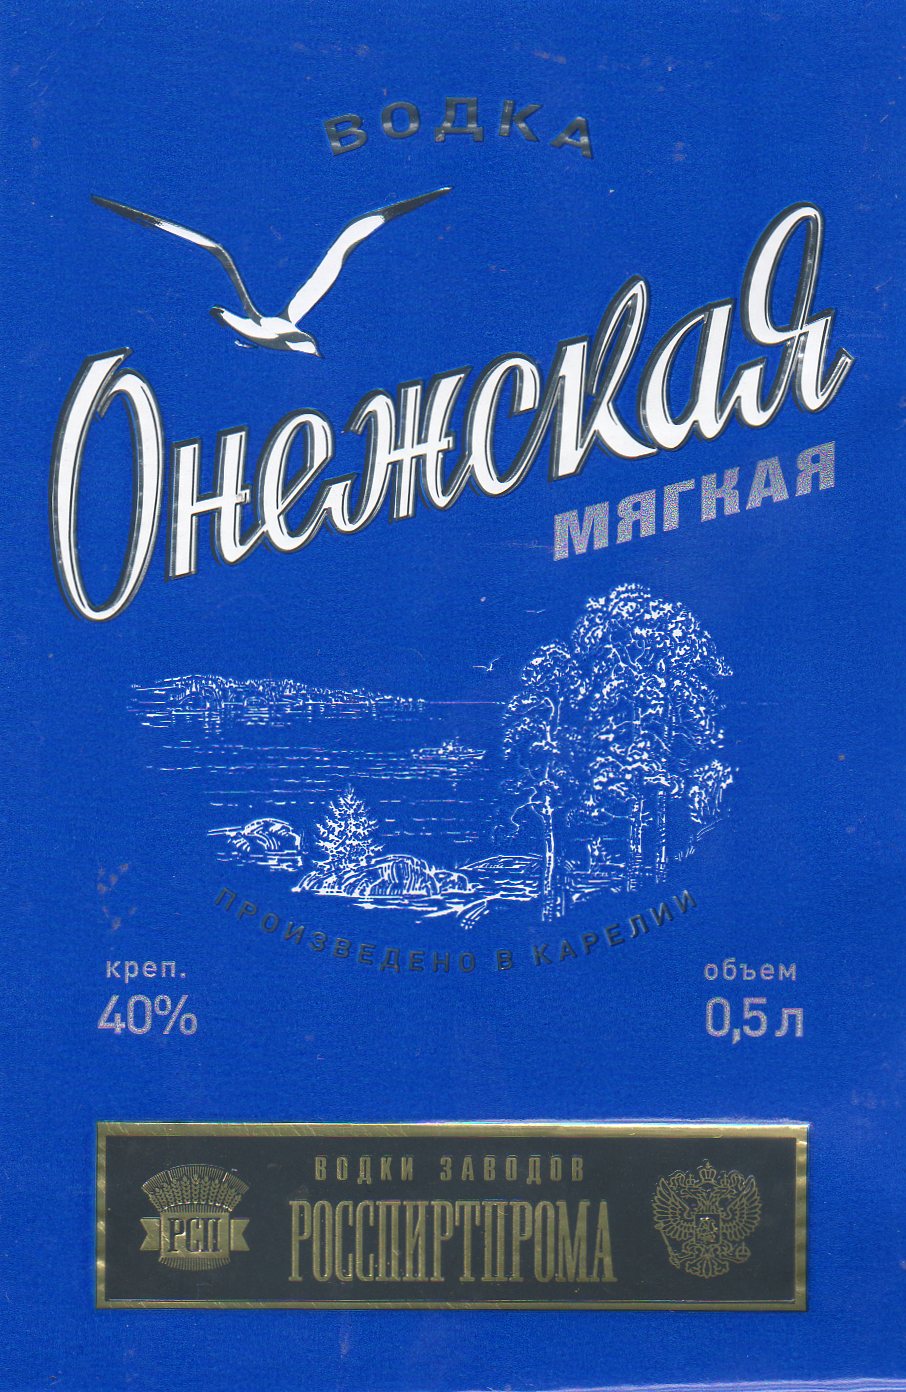 ВОДКА
Онежская
МЯГКАЯ
ПРОИЗВЕДЕНО В КАРЕЛИИ
креп.
40%
объем
0,5 л
ВОДКИ ЗАВОДОВ
РОССПИРТПРОМА
РСП